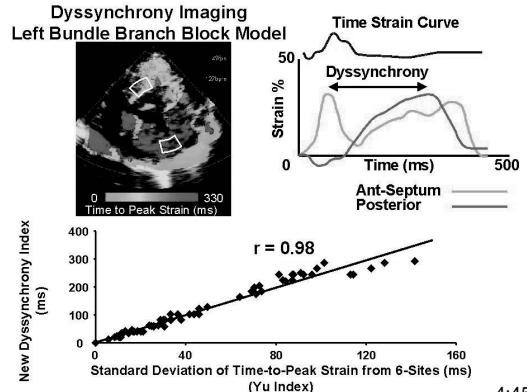 Dyssynchrony Imaging
Left Bundle Branch Block Model
0 330
Time to Peak Strain (ms)
Time Strain Curve
50
Dyssynchrony
Strain %
0
Time (ms)
500
Ant-Septum
Posterior
New Dyssynchrony Index
(ms)
400
300
200
100
0
r = 0.98
0 40 80 120 160
Standard Deviation of Time-to-Peak Strain from 6-Sites (ms)
(Yu Index)